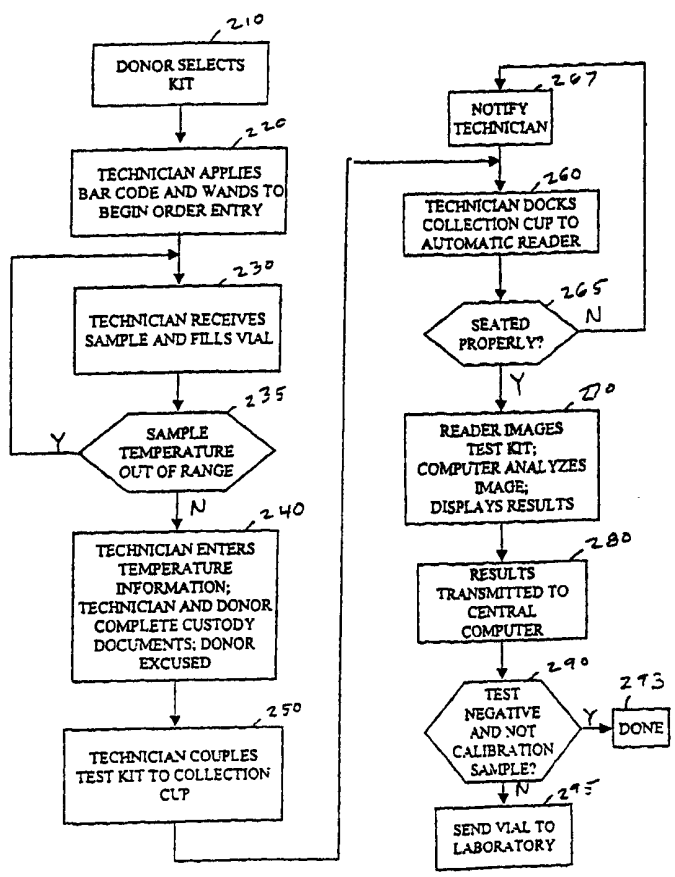 210
DONOR SELECTS
KIT
220
TECHNICIAN APPLIES
BAR CODE AND WANDS TO
BEGIN ORDER ENTRY
230
TECHNICIAN RECEIVES
SAMPLE AND FILLS VIAL
235
Y
SAMPLE
TEMPERATURE
OUT OF RANGE
N
240
TECHNICIAN ENTERS
TEMPERATURE
INFORMATION;
TECHNICIAN AND DONOR
COMPLETE CUSTODY
DOCUMENTS; DONOR
EXCUSED
250
TECHNICIAN COUPLES
TEST KIT TO COLLECTION
CUP
267
NOTIFY
TECHNICIAN
260
TECHNICIAN DOCKS
COLLECTION CUP TO
AUTOMATIC READER
265
SEATED
PROPERLY?
N
Y
270
READER IMAGES
TEST KIT;
COMPUTER ANALYZES
IMAGE;
DISPLAYS RESULTS
280
RESULTS
TRANSMITTED TO
CENTRAL
COMPUTER
290
TEST
NEGATIVE
AND NOT
CALIBRATION
SAMPLE?
Y
293
DONE
N
295
SEND VIAL TO
LABORATORY